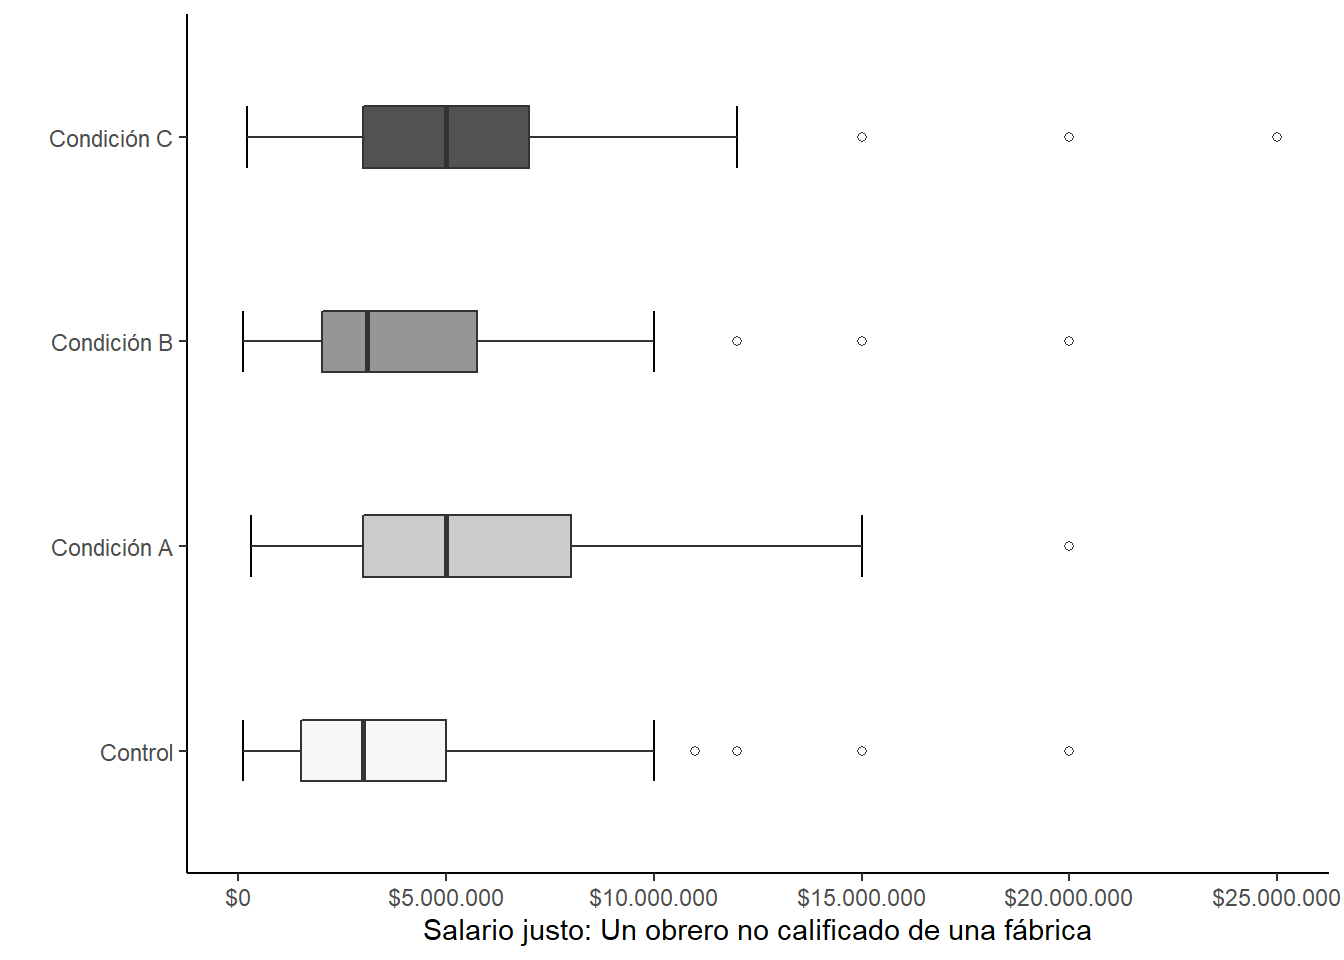 Condición C
Condición B
Condición A
Control
$0 $5.000.000 $10.000.000 $15.000.000 $20.000.000 $25.000.000
Salario justo: Un obrero no calificado de una fábrica